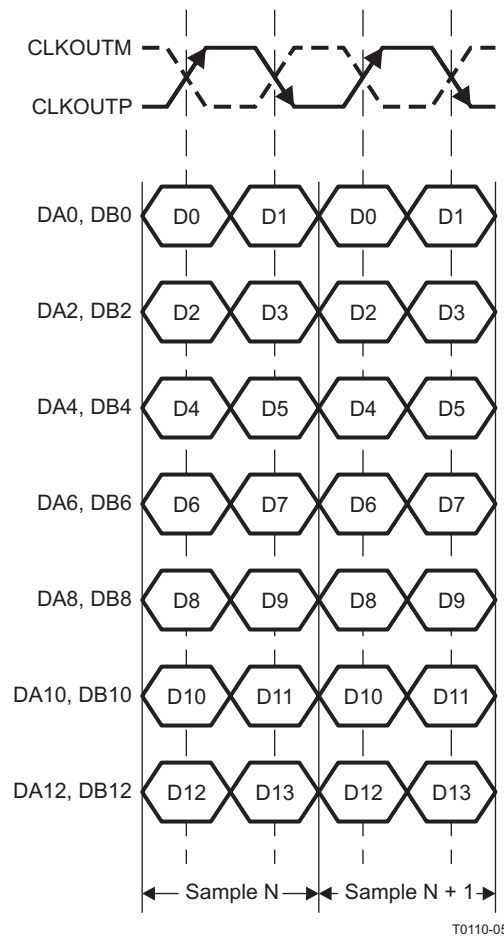 CLKOUTM
CLKOUTP
DA0, DB0 D0 D1 D0 D1
DA2, DB2 D2 D3 D2 D3
DA4, DB4 D4 D5 D4 D5
DA6, DB6 D6 D7 D6 D7
DA8, DB8 D8 D9 D8 D9
DA10, DB10 D10 D11 D10 D11
DA12, DB12 D12 D13 D12 D13
Sample N Sample N + 1
T0110-05